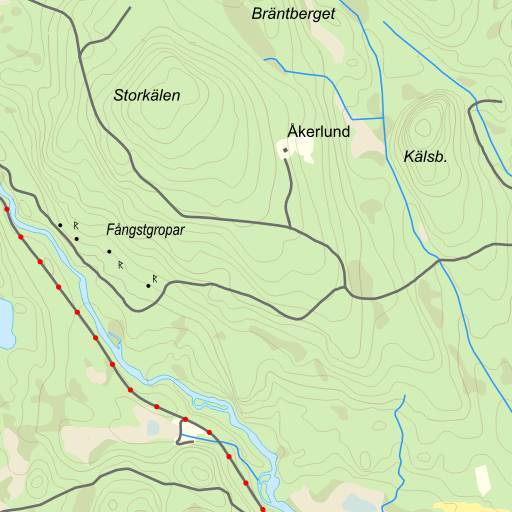 Bräntberget
Storkälen
Åkerlund
Kälsb.
Fångstgropar